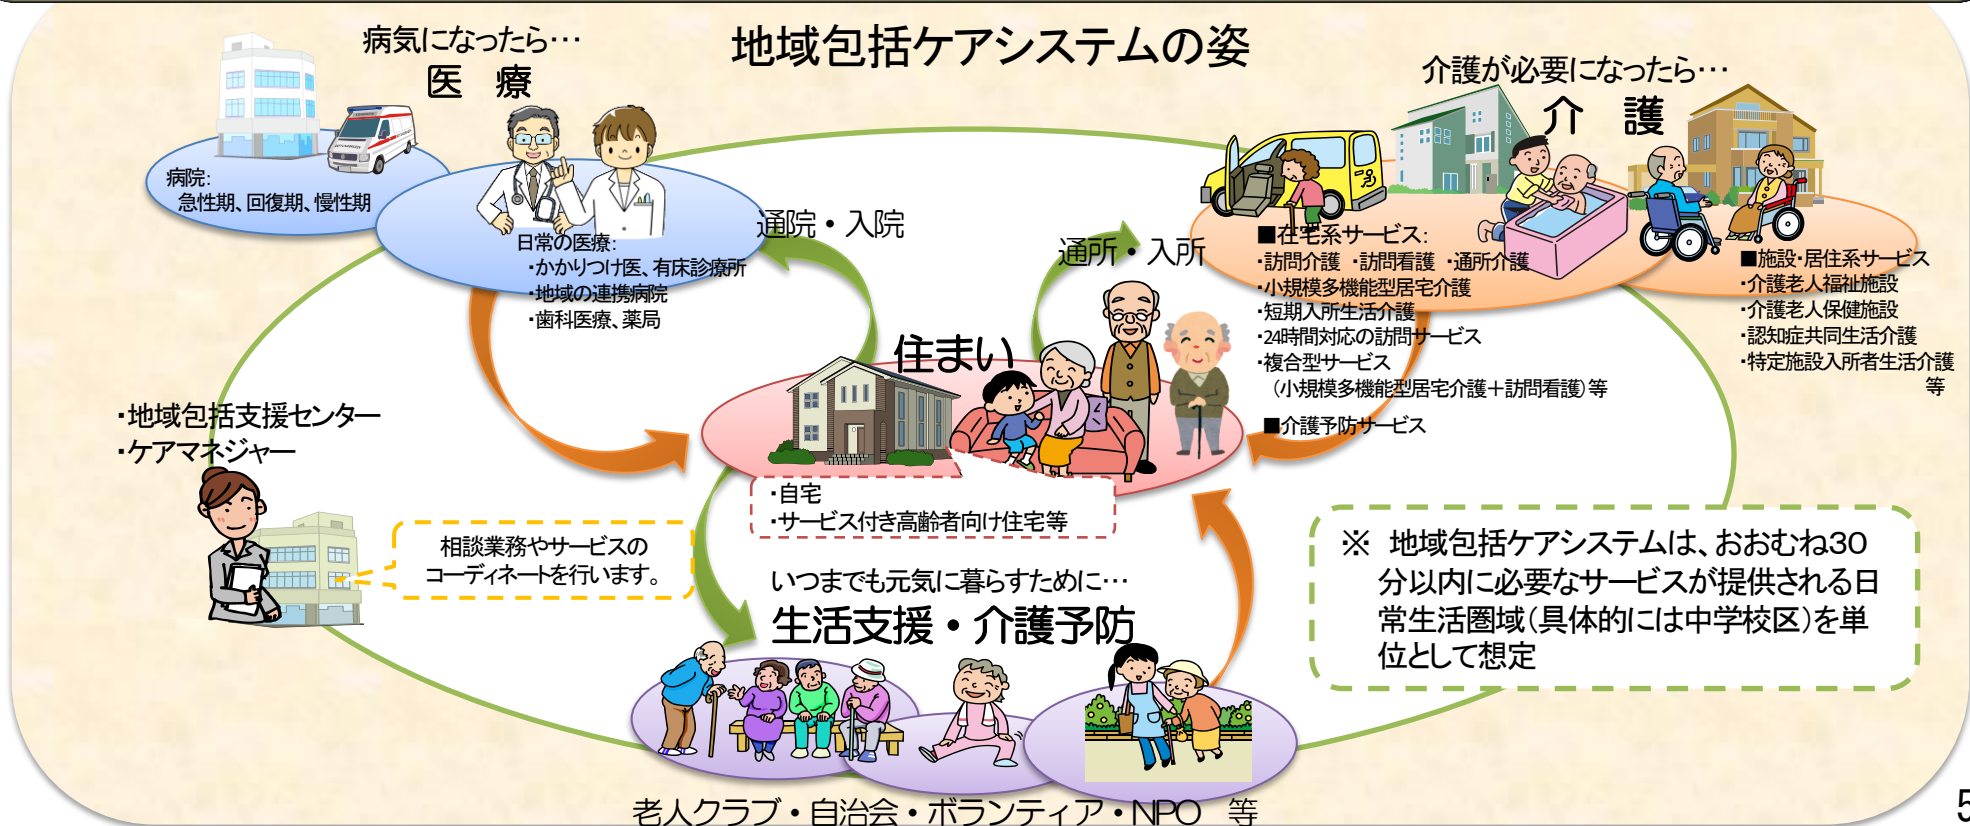 地域包括ケアシステムの姿
病気になったら…
医　療
病院:
急性期、回復期、慢性期
日常の医療:
・かかりつけ医、有床診療所
・地域の連携病院
・歯科医療、薬局
通院・入院
通所・入所
介護が必要になったら…
介　護
■在宅系サービス:
・訪問介護　・訪問看護　・通所介護
・小規模多機能型居宅介護
・短期入所生活介護
・24時間対応の訪問サービス
・複合型サービス
（小規模多機能型居宅介護＋訪問看護）等
■介護予防サービス
■施設・居住系サービス
・介護老人福祉施設
・介護老人保健施設
・認知症共同生活介護
・特定施設入所者生活介護
等
住まい
・自宅
・サービス付き高齢者向け住宅等
・地域包括支援センター
・ケアマネジャー
相談業務やサービスの
コーディネートを行います。
いつまでも元気に暮らすために…
生活支援・介護予防
老人クラブ・自治会・ボランティア・NPO　等
※　地域包括ケアシステムは、おおむね30
分以内に必要なサービスが提供される日
常生活圏域（具体的には中学校区）を単
位として想定
5